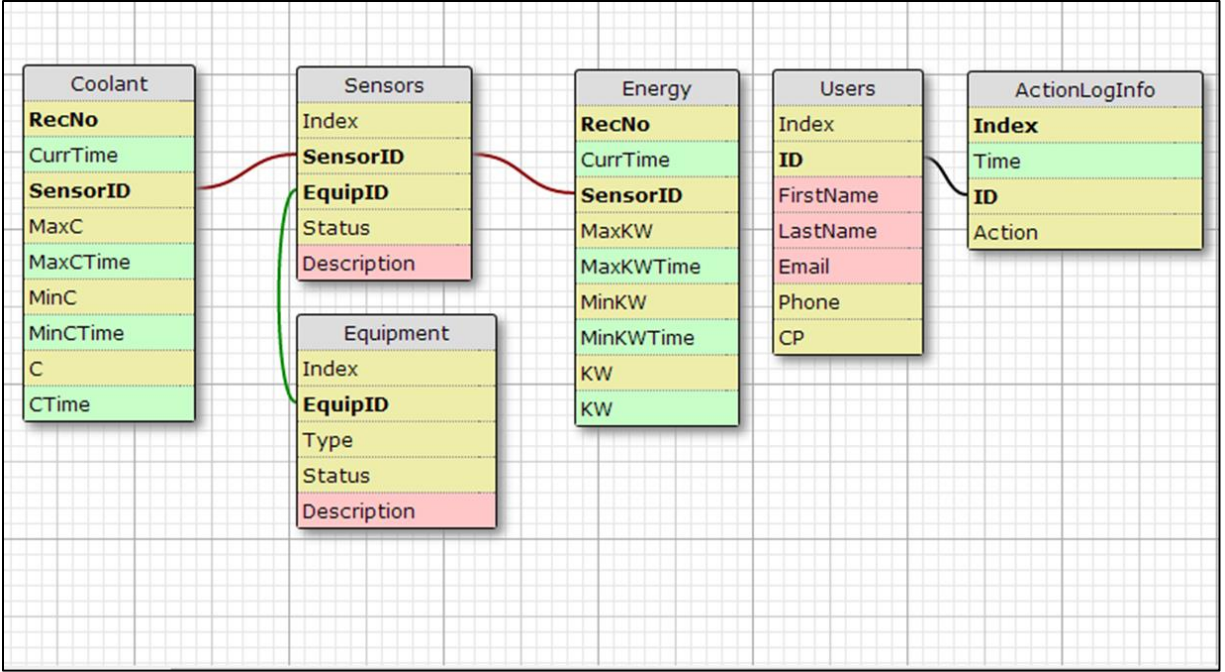 Coolant
RecNo
CurrTime
SensorID
MaxC
MaxCTime
MinC
MinCTime
C
CTime
Sensors
Index
SensorID
EquipID
Status
Description
Equipment
Index
EquipID
Type
Status
Description
Energy
RecNo
CurrTime
SensorID
MaxKW
MaxKWTime
MinKW
MinKWTime
KW
KW
Users
Index
ID
FirstName
LastName
Email
Phone
CP
ActionLogInfo
Index
Time
ID
Action